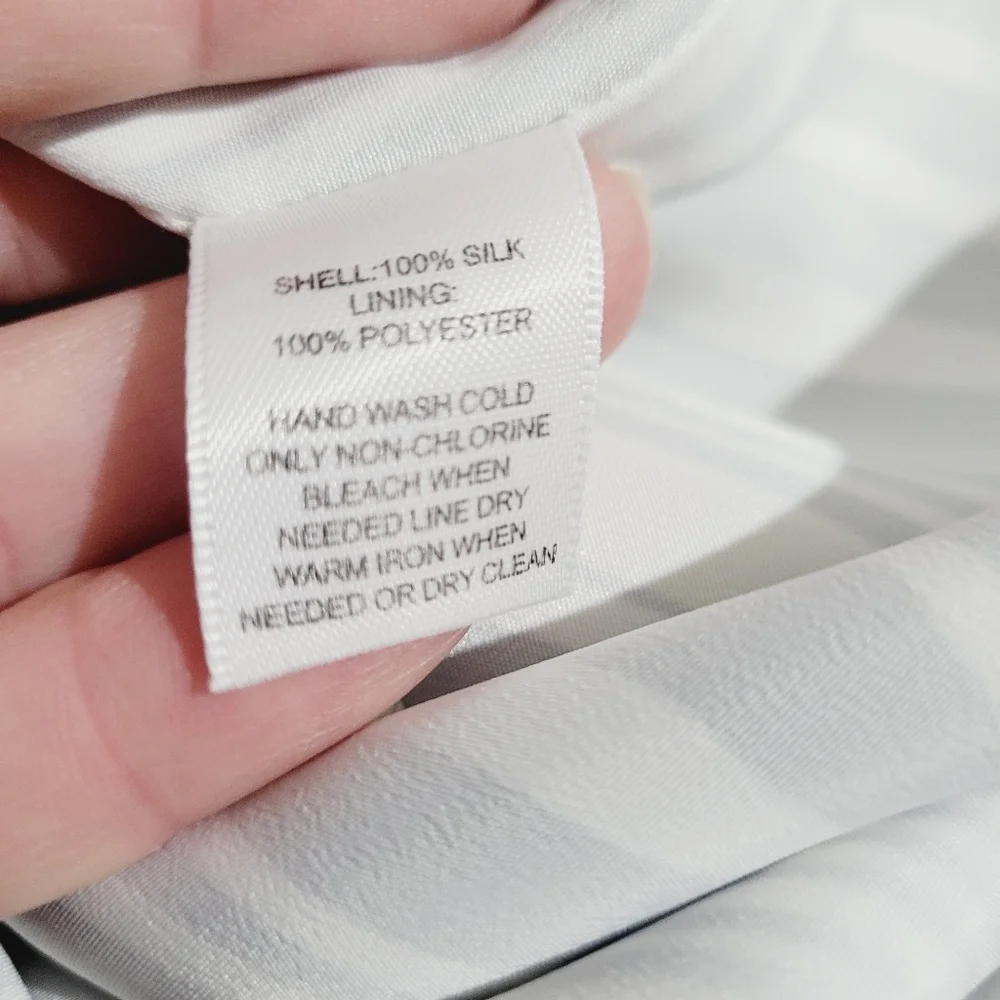 SHELL:100% SILK
LINING:
100% POLYESTER
HAND WASH COLD
ONLY NON-CHLORINE
BLEACH WHEN
NEEDED LINE DRY
WARM IRON WHEN
NEEDED OR DRY CLEAN